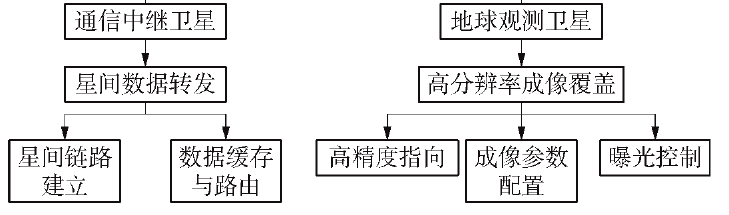 通信中继卫星
地球观测卫星
星间数据转发
高分辨率成像覆盖
星间链路
建立
数据缓存
与路由
高精度指向
成像参数
配置
曝光控制